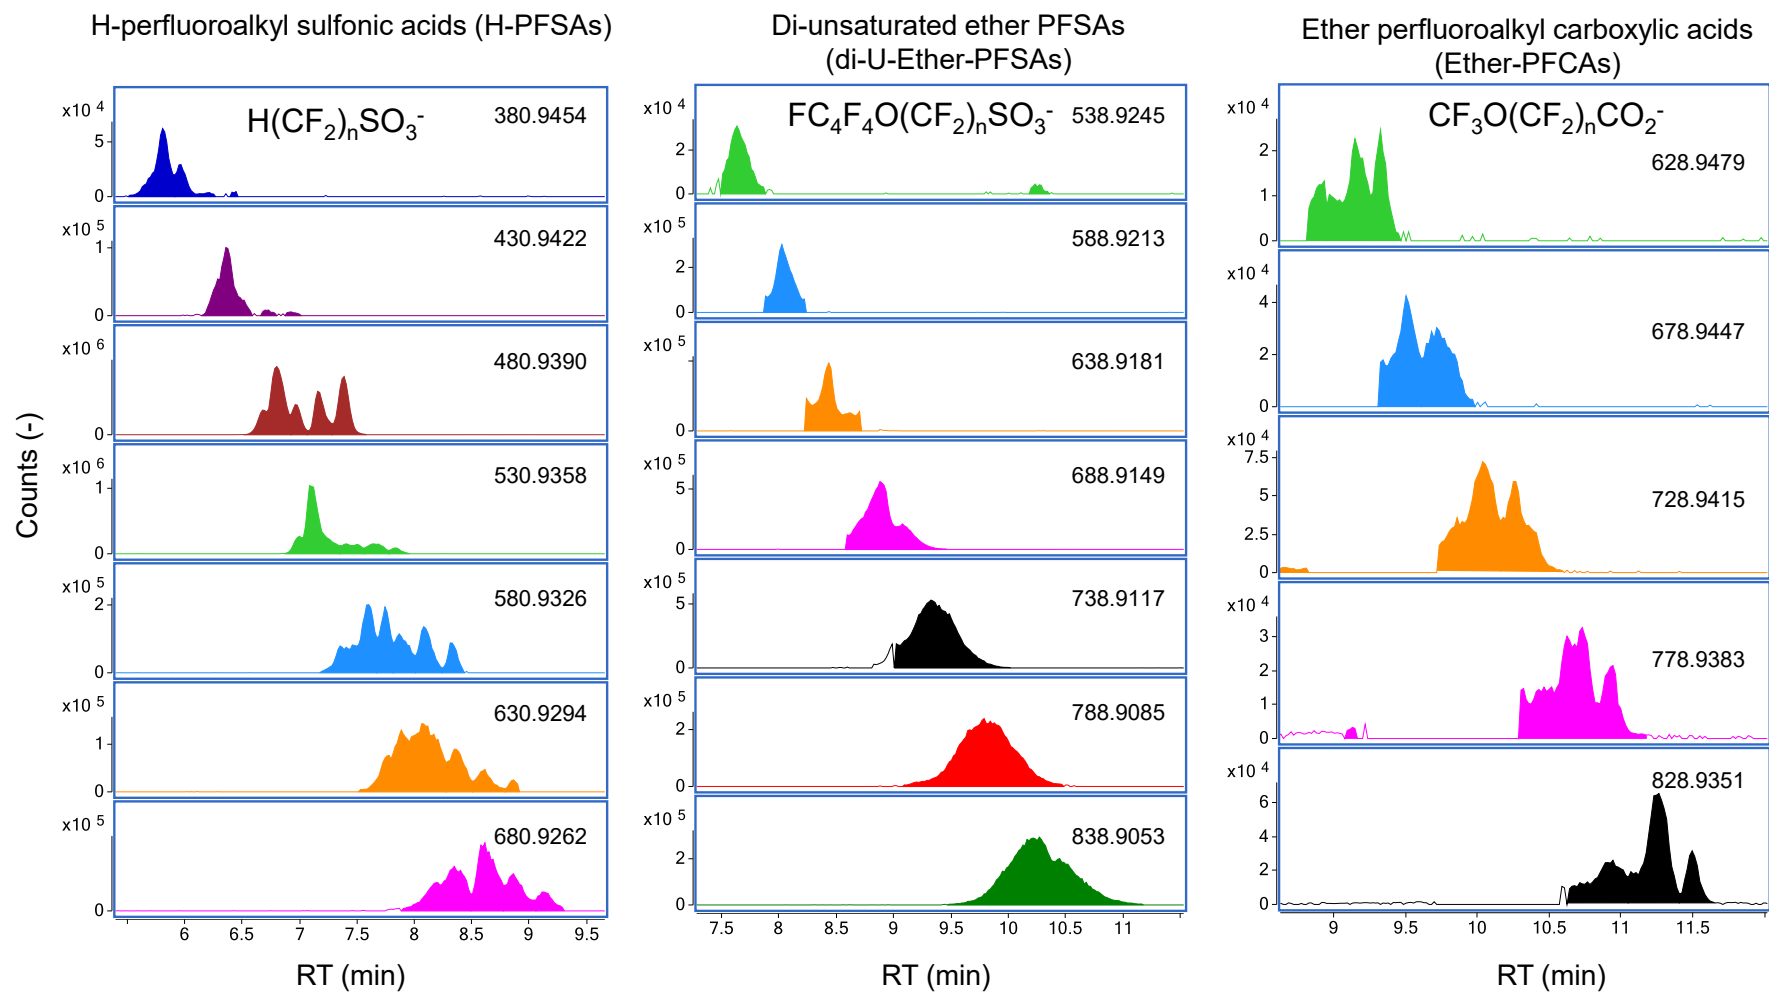 H-perfluoroalkyl sulfonic acids (H-PFSAs)
Di-unsaturated ether PFSAs
(di-U-Ether-PFSAs)
Ether perfluoroalkyl carboxylic acids
(Ether-PFCAs)
Counts (-)
x10 4
5
0
H(CF2)nSO3-
380.9454
x10 5
1
0
430.9422
x10 6
0
480.9390
x10 6
1
0
530.9358
x10 5
2
0
580.9326
x10 5
1
0
630.9294
x10 5
0
680.9262
6 6.5 7 7.5 8 8.5 9 9.5
RT (min)
x10 4
2
0
FC4F4O(CF2)nSO3-
538.9245
x10 5
2
0
588.9213
x10 5
0
638.9181
x10 5
5
0
688.9149
x10 5
5
0
738.9117
x10 5
2
0
788.9085
x10 5
2
0
838.9053
7.5 8 8.5 9 9.5 10 10.5 11
RT (min)
x10 4
2
1
0
CF3O(CF2)nCO2-
628.9479
x10 4
4
2
0
678.9447
x10 4
7.5
5
2.5
0
728.9415
x10 4
3
2
1
0
778.9383
x10 4
6
4
2
0
828.9351
9 9.5 10 10.5 11 11.5
RT (min)